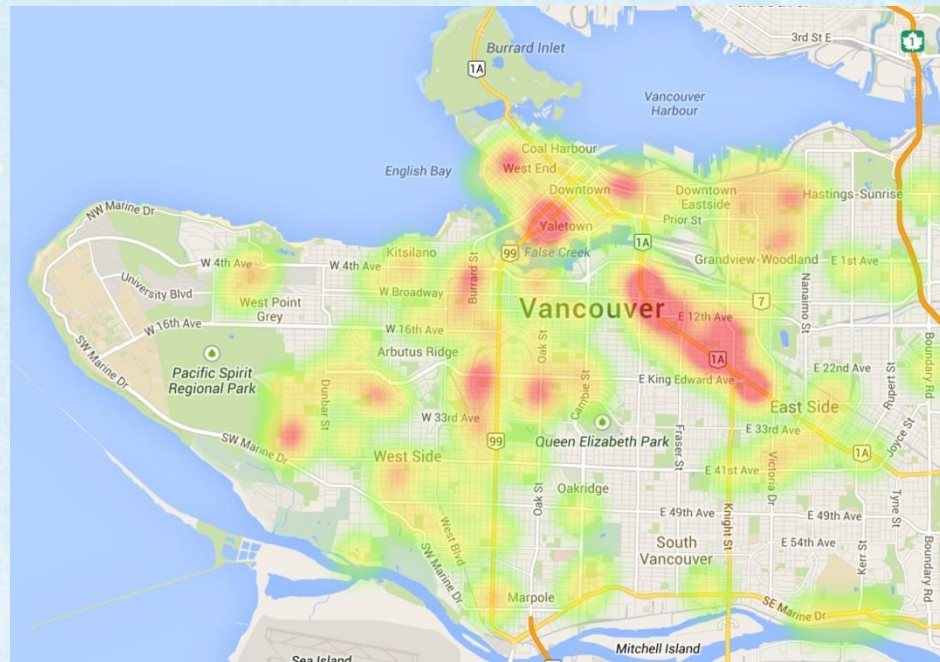 3rd St E
1
Burrard Inlet
1A
Vancouver
Harbour
Coal Harbour
West End
English Bay
Downtown
Downtown
Eastside
Hastings-Sunrise
NW Marine Dr
Yaletown
Prior St
Kitsilano
99
False Creek
1A
Grandview-Woodland
E 1st Ave
W 4th Ave
W 4th Ave
University Blvd
W Broadway
Burrard St
Nanaimo St
West Point
Grey
Vancouver
7
W 16th Ave
W 16th Ave
E 12th Ave
Oak St
SW Marine Dr
Arbutus Ridge
1A
Boundary Rd
Pacific Spirit
Regional Park
E 22nd Ave
E King Edward Ave
Rupert St
Dunbar St
Cambie St
East Side
W 33rd Ave
E 33rd Ave
SW Marine Dr
99
Queen Elizabeth Park
Fraser St
Joyce St
1A
West Side
E 41st Ave
Victoria Dr
Oakridge
Oak St
Tyne St
E 49th Ave
E 49th Ave
Knight St
West Blvd
South
Vancouver
E 54th Ave
Kerr St
Boundary Rd
SW Marine Dr
Marpole
SE Marine Dr
Mitchell Island
Sea Island